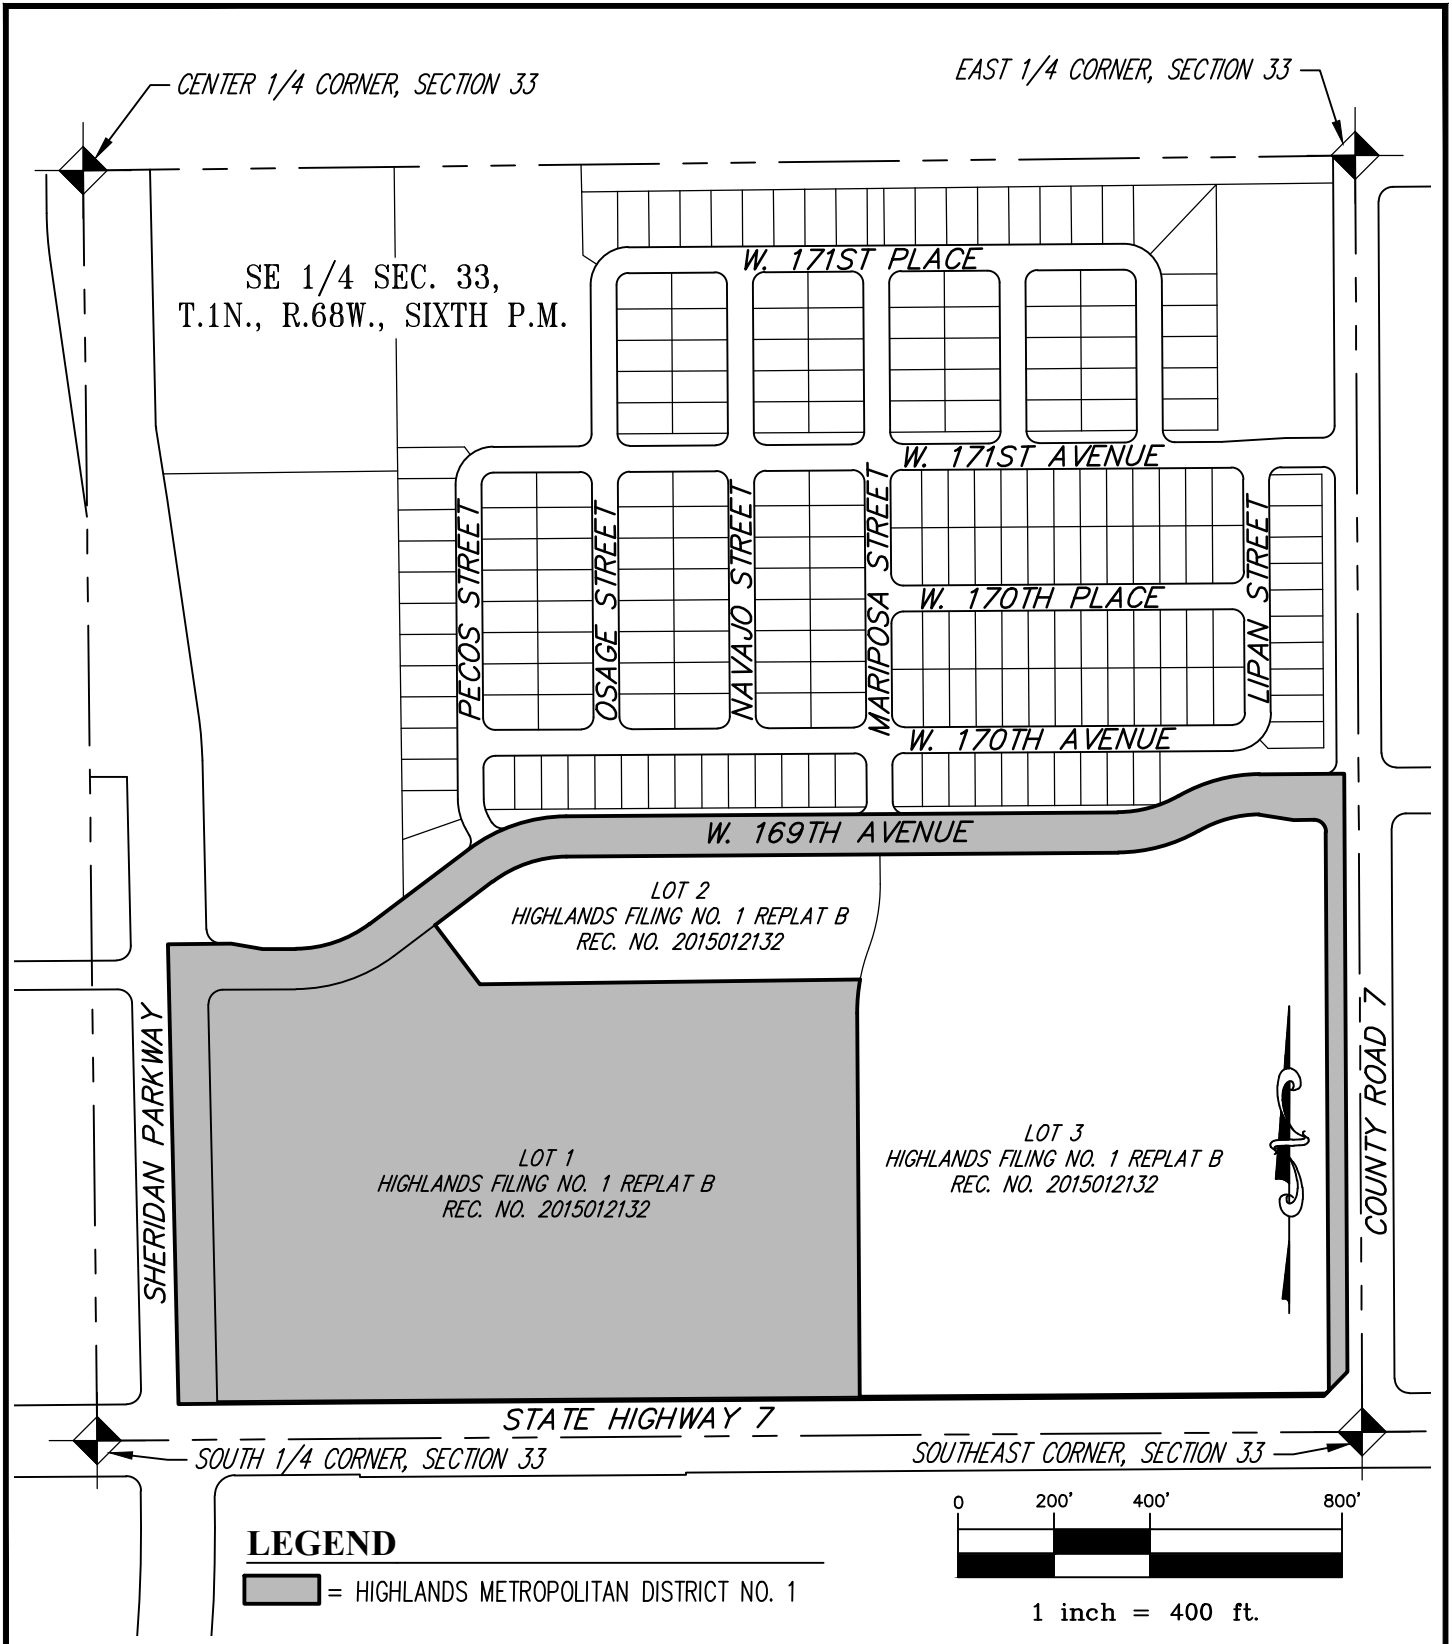 CENTER 1/4 CORNER, SECTION 33
EAST 1/4 CORNER, SECTION 33
SE 1/4 SEC. 33,
T.1N., R.68W., SIXTH P.M.
W. 171ST PLACE
W. 171ST AVENUE
PECOS STREET
OSAGE STREET
NAVAJO STREET
MARIPOSA STREET
LIPAN STREET
W. 170TH PLACE
W. 170TH AVENUE
W. 169TH AVENUE
LOT 2
HIGHLANDS FILING NO. 1 REPLAT B
REC. NO. 2015012132
SHERIDAN PARKWAY
COUNTY ROAD 7
LOT 1
HIGHLANDS FILING NO. 1 REPLAT B
REC. NO. 2015012132
LOT 3
HIGHLANDS FILING NO. 1 REPLAT B
REC. NO. 2015012132
STATE HIGHWAY 7
SOUTH 1/4 CORNER, SECTION 33
SOUTHEAST CORNER, SECTION 33
0 200' 400' 800'
1 inch = 400 ft.
LEGEND
= HIGHLANDS METROPOLITAN DISTRICT NO. 1